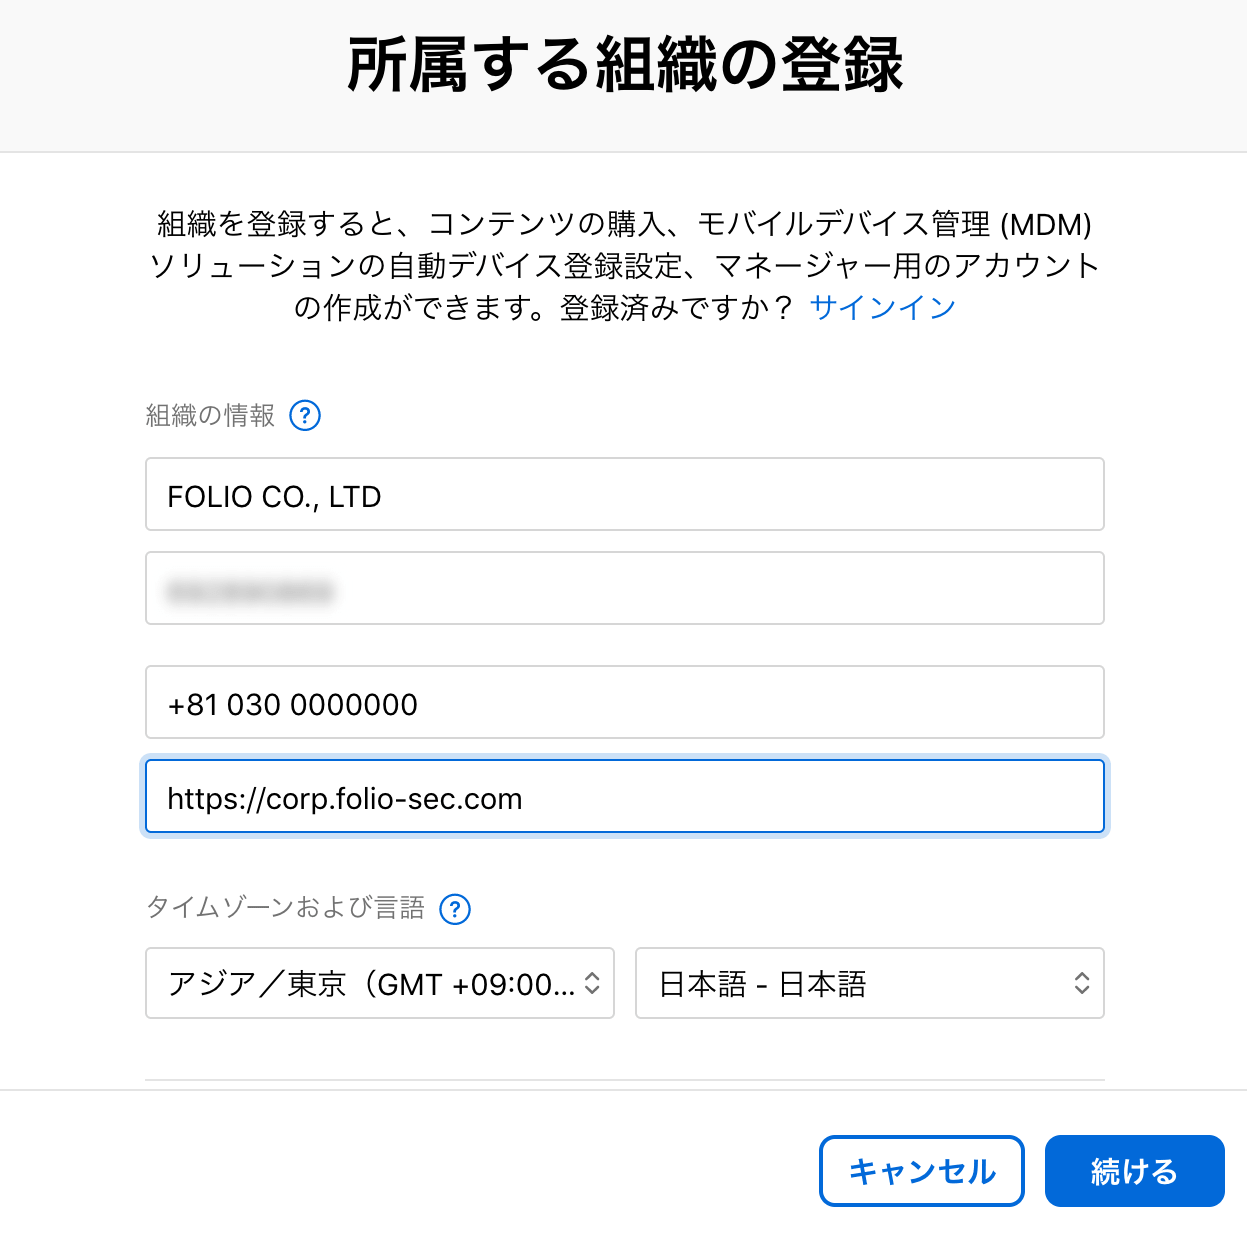 所属する組織の登録
組織を登録すると、コンテンツの購入、モバイルデバイス管理 (MDM)
ソリューションの自動デバイス登録設定、マネージャー用のアカウント
の作成ができます。登録済みですか？ サインイン
組織の情報 ?
FOLIO CO., LTD
+81 030 0000000
https://corp.folio-sec.com
タイムゾーンおよび言語 ?
アジア／東京（GMT +09:00... 日本語 - 日本語
キャンセル 続ける